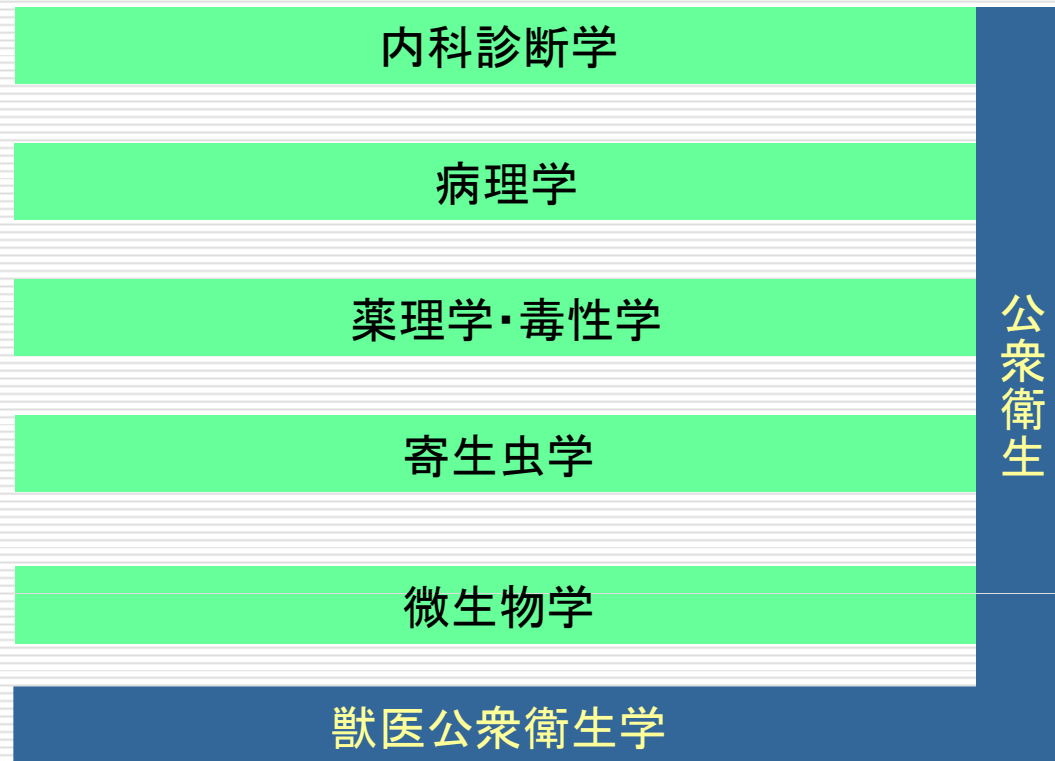 内科診断学
病理学
薬理学・毒性学
寄生虫学
微生物学
獣医公衆衛生学
公衆衛生